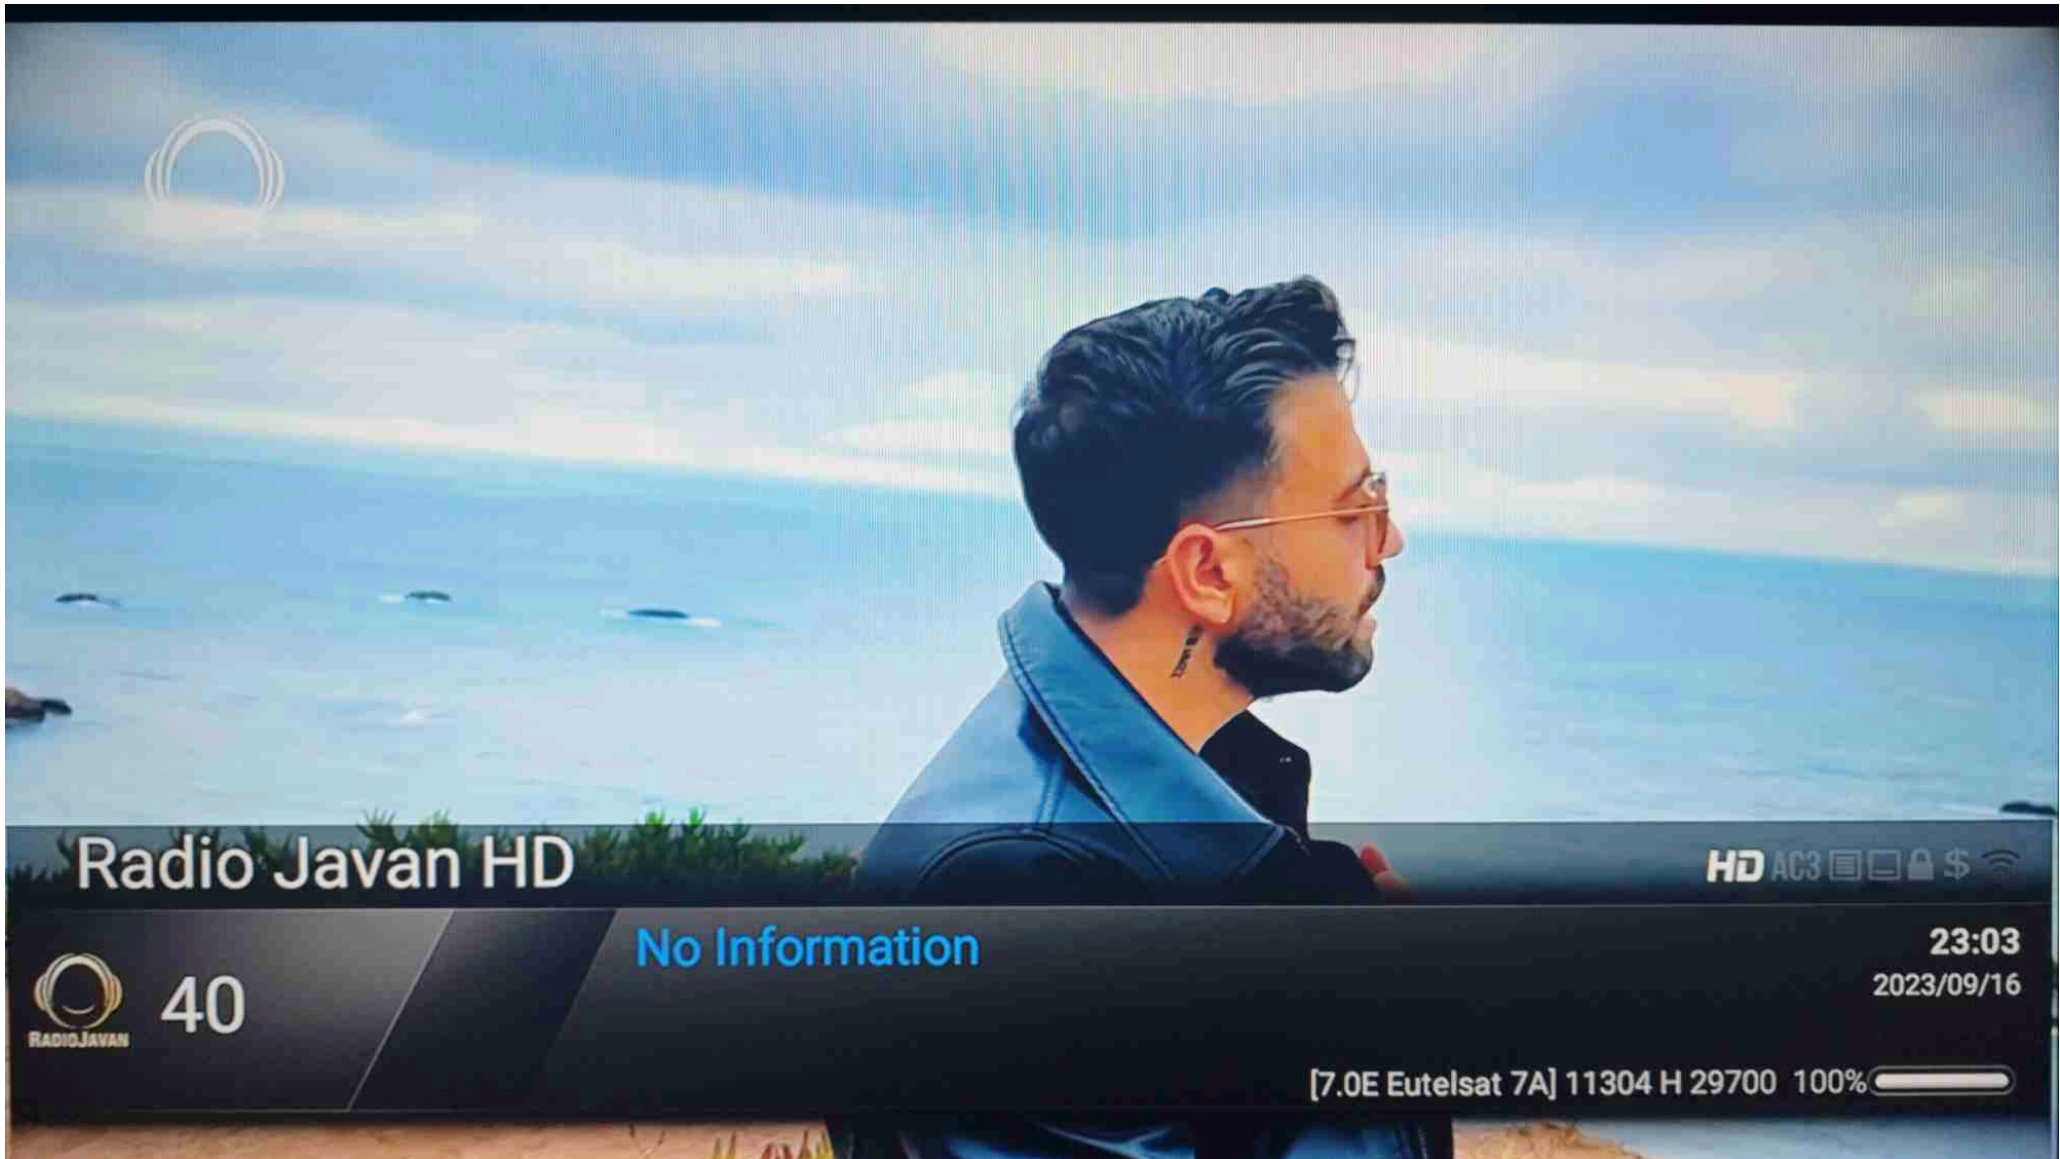 Radio Javan HD
HD AC3 $
RADIOJAVAN
40
No Information
23:03
2023/09/16
[7.0E Eutelsat 7A] 11304 H 29700 100%